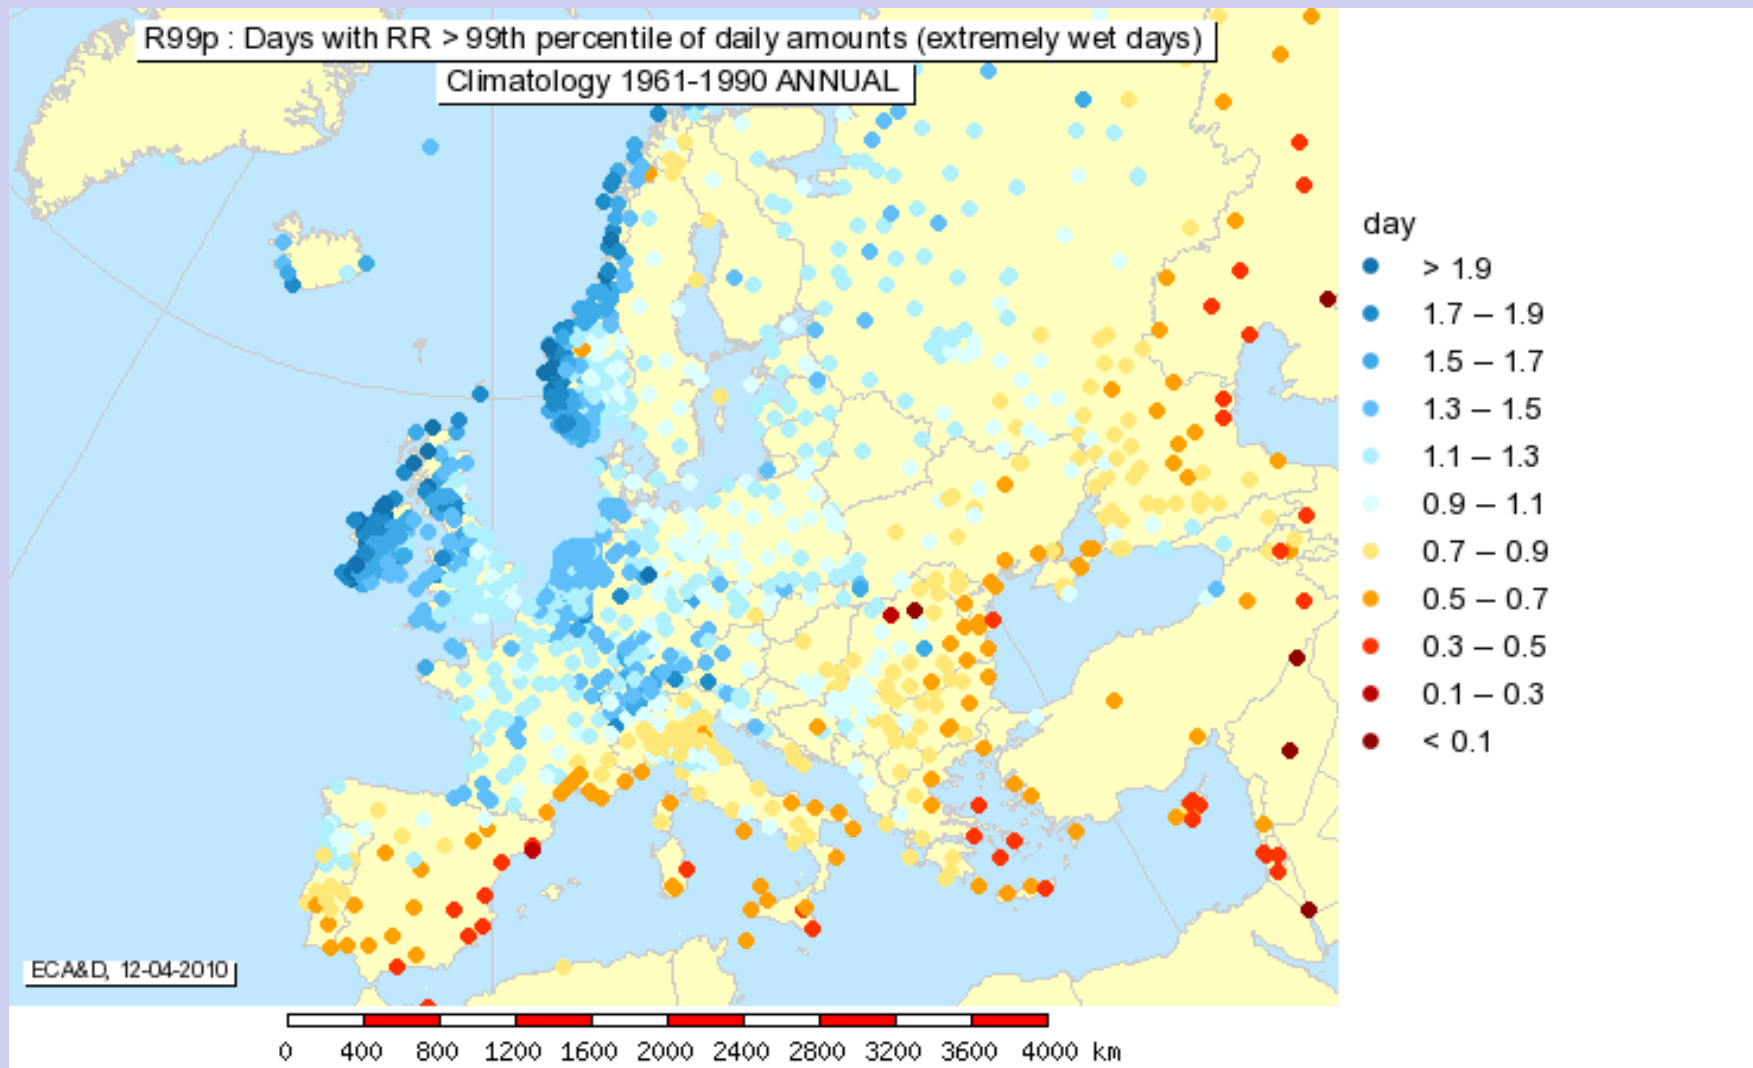 R99p : Days with RR > 99th percentile of daily amounts (extremely wet days)
Climatology 1961-1990 ANNUAL
day
> 1.9
1.7 – 1.9
1.5 – 1.7
1.3 – 1.5
1.1 – 1.3
0.9 – 1.1
0.7 – 0.9
0.5 – 0.7
0.3 – 0.5
0.1 – 0.3
< 0.1
ECA&D, 12-04-2010
0 400 800 1200 1600 2000 2400 2800 3200 3600 4000 km